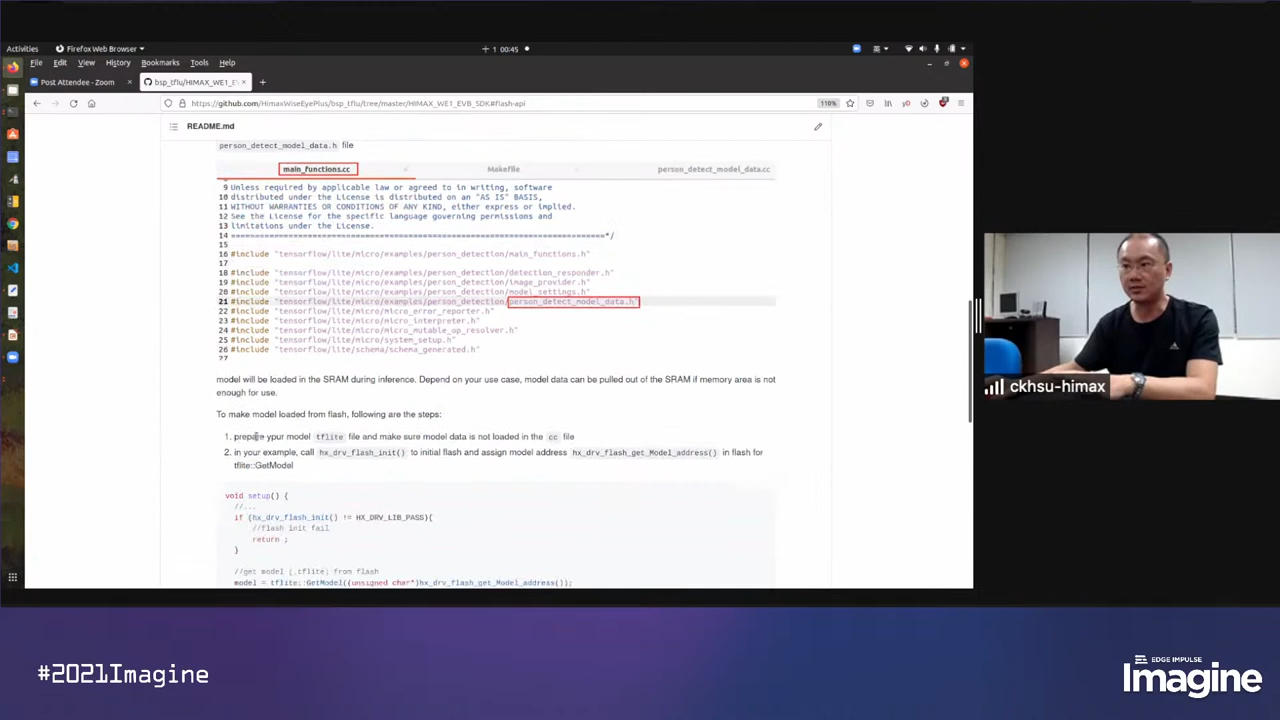 Activities
Firefox Web Browser
1 00:45
英
File Edit View History Bookmarks Tools Help
Post Attendee - Zoom × bsp_tflu/HIMAX_WE1_EV × +
https://github.com/HimaxWiseEyePlus/bsp_tflu/tree/master/HIMAX_WE1_EVB_SDK#flash-api 110%
README.md
person_detect_model_data.h file
main_functions.cc Makefile person_detect_model_data.cc
9 Unless required by applicable law or agreed to in writing, software
10 distributed under the License is distributed on an "AS IS" BASIS,
11 WITHOUT WARRANTIES OR CONDITIONS OF ANY KIND, either express or implied.
12 See the License for the specific language governing permissions and
13 limitations under the License.
14 ==============================================================================*/
15
16 #include "tensorflow/lite/micro/examples/person_detection/main_functions.h"
17
18 #include "tensorflow/lite/micro/examples/person_detection/detection_responder.h"
19 #include "tensorflow/lite/micro/examples/person_detection/image_provider.h"
20 #include "tensorflow/lite/micro/examples/person_detection/model_settings.h"
21 #include "tensorflow/lite/micro/examples/person_detection/person_detect_model_data.h"
22 #include "tensorflow/lite/micro/micro_error_reporter.h"
23 #include "tensorflow/lite/micro/micro_interpreter.h"
24 #include "tensorflow/lite/micro/micro_mutable_op_resolver.h"
25 #include "tensorflow/lite/micro/system_setup.h"
26 #include "tensorflow/lite/schema/schema_generated.h"
27
model will be loaded in the SRAM during inference. Depend on your use case, model data can be pulled out of the SRAM if memory area is not
enough for use.
To make model loaded from flash, following are the steps:
1. prepare ypur model tflite file and make sure model data is not loaded in the cc file
2. in your example, call hx_drv_flash_init() to initial flash and assign model address hx_drv_flash_get_Model_address() in flash for
tflite::GetModel
void setup() {
//...
if (hx_drv_flash_init() != HX_DRV_LIB_PASS){
//flash init fail
return ;
}
//get model (.tflite) from flash
model = tflite::GetModel((unsigned char*)hx_drv_flash_get_Model_address());
ckhsu-himax
#2021Imagine
EDGE IMPULSE
Imagine